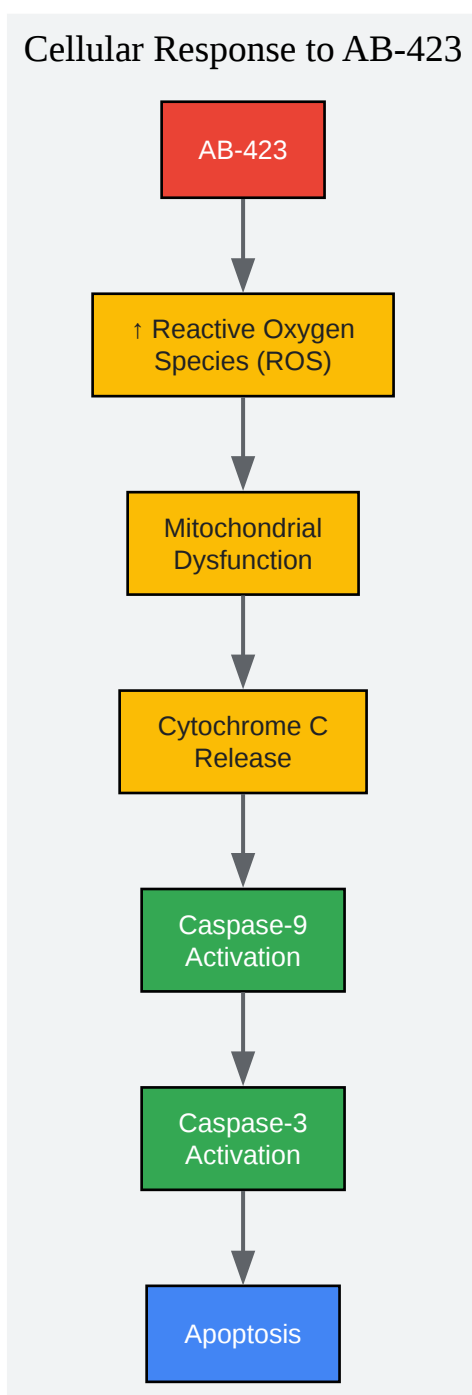 Cellular Response to AB-423
AB-423
↑ Reactive Oxygen
Species (ROS)
Mitochondrial
Dysfunction
Cytochrome C
Release
Caspase-9
Activation
Caspase-3
Activation
Apoptosis